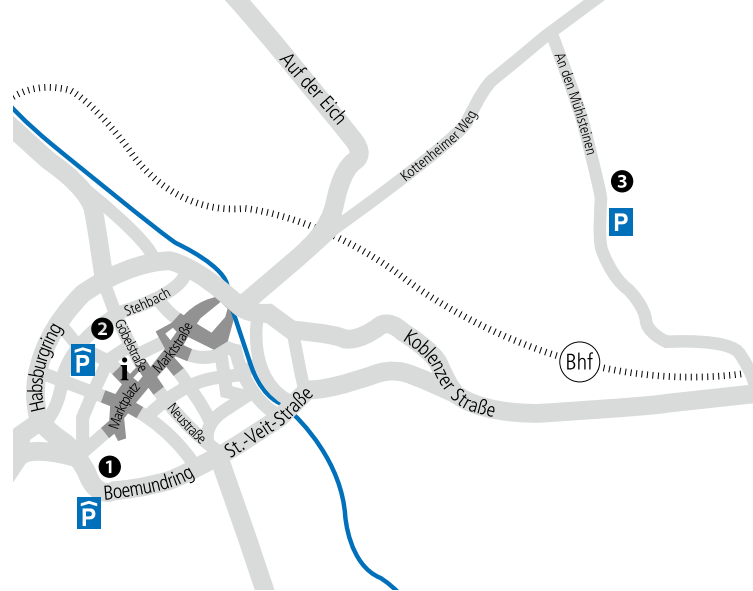 Auf der Eich
An den Mühlsteinen
Kottenheimer Weg
3
P
Stehbach
2
Göbelstraße
Marktstraße
Habsburgring
P
i
Bhf
Koblenzer Straße
Marktplatz
Neustraße
St.-Veit-Straße
1
Boemundring
P